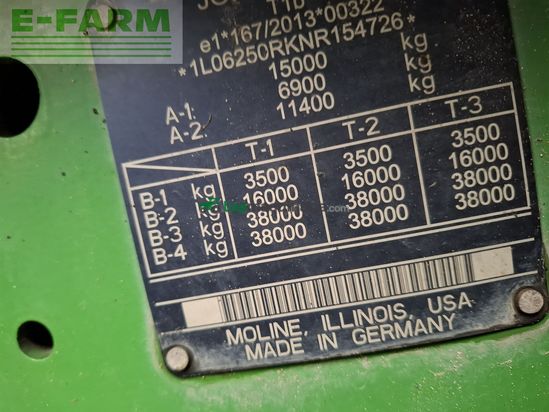 E-FARM
T1b
e1*167/2013*00322
*1L06250RKNR154726*
15000 kg
A-1: 6900 kg
A-2: 11400 kg
T-1 T-2 T-3
B-1 kg 3500 3500 3500
B-2 kg 16000 16000 16000
B-3 kg 38000 38000 38000
B-4 kg 38000 38000 38000
MOLINE, ILLINOIS, USA
MADE IN GERMANY